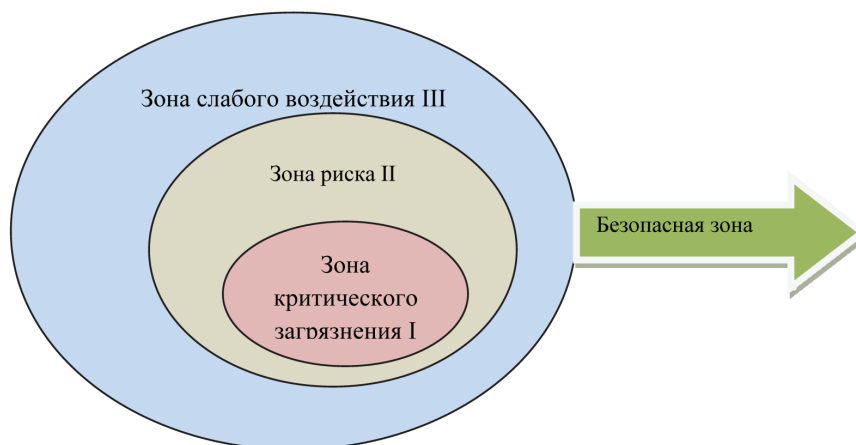 Зона слабого воздействия III
Зона риска II
Безопасная зона
Зона
критического
загрязнения I